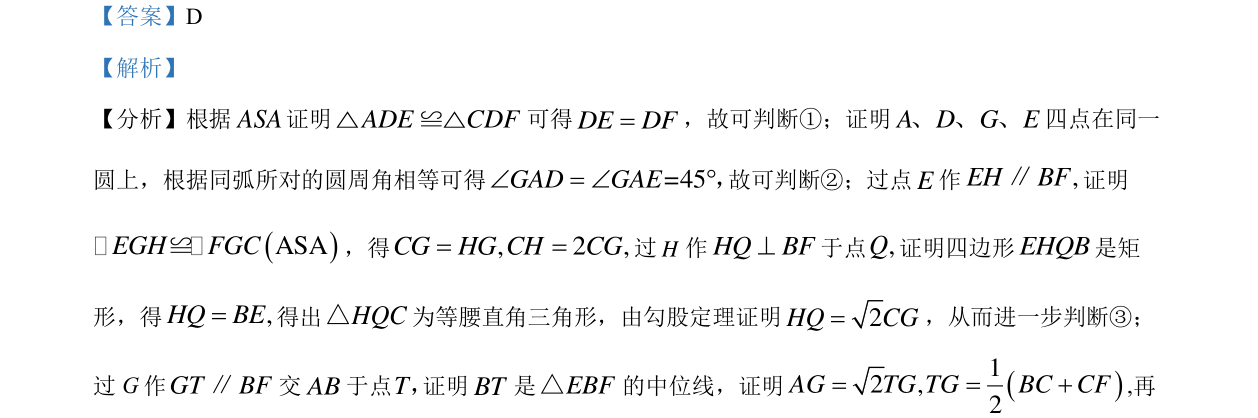 【答案】D
【解析】
【分析】根据 ASA 证明 △ADE≌△CDF 可得 DE = DF，故可判断①；证明 A、D、G、E 四点在同一
圆上，根据同弧所对的圆周角相等可得 ∠GAD = ∠GAE=45°，故可判断②；过点 E 作 EH // BF, 证明
□EGH≌□FGC(ASA)，得 CG = HG, CH = 2CG, 过 H 作 HQ ⊥ BF 于点 Q, 证明四边形 EHQB 是矩
形，得 HQ = BE, 得出 △HQC 为等腰直角三角形，由勾股定理证明 HQ = √2CG，从而进一步判断③；
过 G 作 GT // BF 交 AB 于点 T，证明 BT 是 △EBF 的中位线，证明 AG = √2TG, TG = 1/2(BC + CF), 再